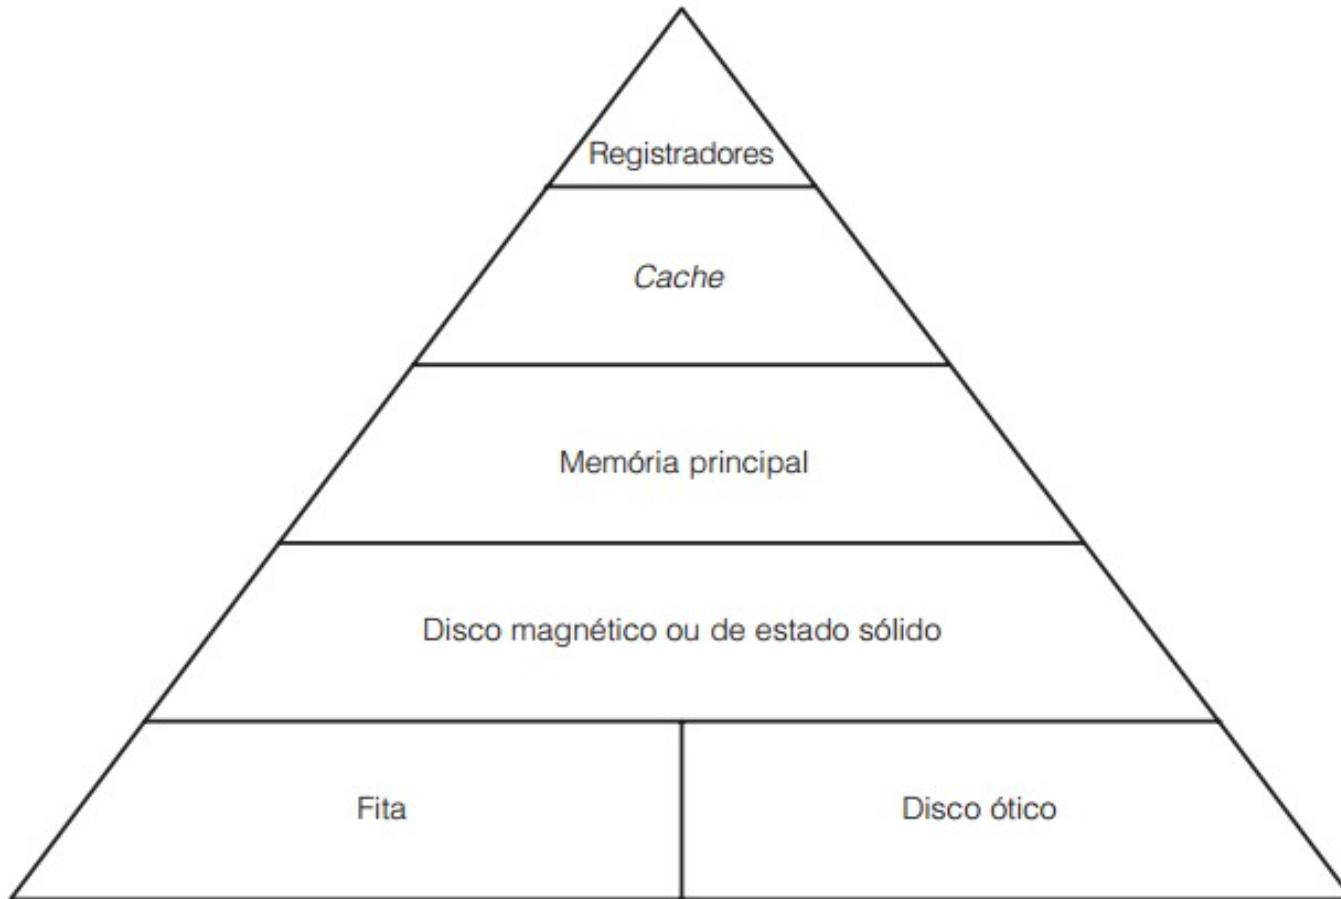 Registradores
Cache
Memória principal
Disco magnético ou de estado sólido
Fita
Disco ótico